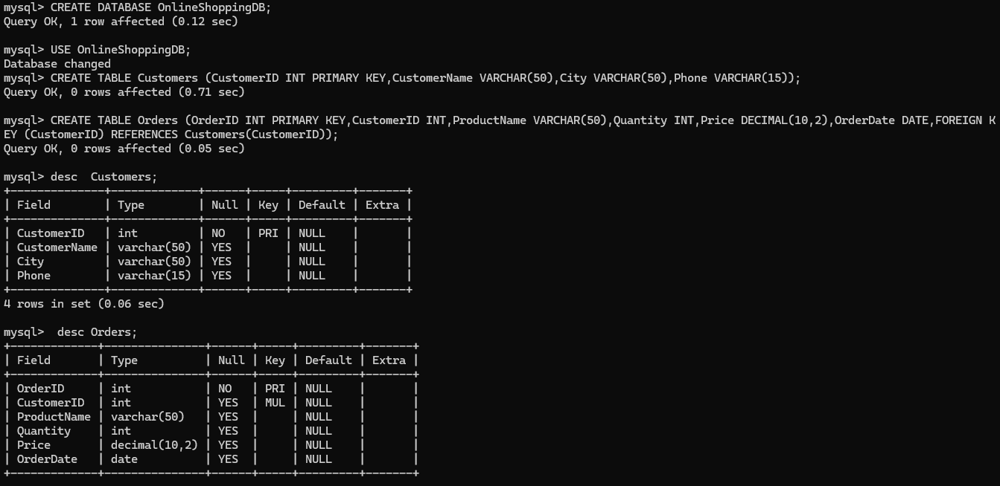 mysql> CREATE DATABASE OnlineShoppingDB;
Query OK, 1 row affected (0.12 sec)

mysql> USE OnlineShoppingDB;
Database changed
mysql> CREATE TABLE Customers (CustomerID INT PRIMARY KEY,CustomerName VARCHAR(50),City VARCHAR(50),Phone VARCHAR(15));
Query OK, 0 rows affected (0.71 sec)

mysql> CREATE TABLE Orders (OrderID INT PRIMARY KEY,CustomerID INT,ProductName VARCHAR(50),Quantity INT,Price DECIMAL(10,2),OrderDate DATE,FOREIGN K
EY (CustomerID) REFERENCES Customers(CustomerID));
Query OK, 0 rows affected (0.05 sec)

mysql> desc  Customers;
+--------------+-------------+------+-----+---------+-------+
| Field        | Type        | Null | Key | Default | Extra |
+--------------+-------------+------+-----+---------+-------+
| CustomerID   | int         | NO   | PRI | NULL    |       |
| CustomerName | varchar(50) | YES  |     | NULL    |       |
| City         | varchar(50) | YES  |     | NULL    |       |
| Phone        | varchar(15) | YES  |     | NULL    |       |
+--------------+-------------+------+-----+---------+-------+
4 rows in set (0.06 sec)

mysql>  desc Orders;
+-------------+---------------+------+-----+---------+-------+
| Field       | Type          | Null | Key | Default | Extra |
+-------------+---------------+------+-----+---------+-------+
| OrderID     | int           | NO   | PRI | NULL    |       |
| CustomerID  | int           | YES  | MUL | NULL    |       |
| ProductName | varchar(50)   | YES  |     | NULL    |       |
| Quantity    | int           | YES  |     | NULL    |       |
| Price       | decimal(10,2) | YES  |     | NULL    |       |
| OrderDate   | date          | YES  |     | NULL    |       |
+-------------+---------------+------+-----+---------+-------+